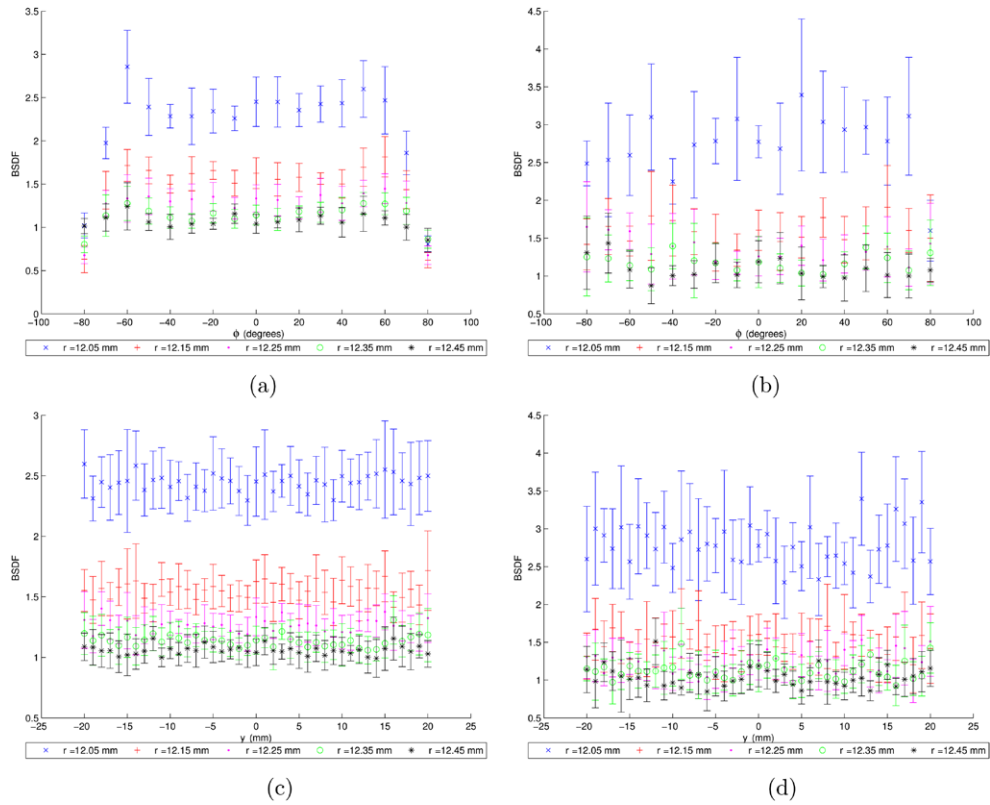 3.5
3
2.5
2
1.5
1
0.5
0
BSDF
−100 −80 −60 −40 −20 0 20 40 60 80 100
ϕ (degrees)
× r =12.05 mm + r =12.15 mm · r =12.25 mm ○ r =12.35 mm * r =12.45 mm
(a)
4.5
4
3.5
3
2.5
2
1.5
1
0.5
BSDF
−100 −80 −60 −40 −20 0 20 40 60 80 100
ϕ (degrees)
× r =12.05 mm + r =12.15 mm · r =12.25 mm ○ r =12.35 mm * r =12.45 mm
(b)
3
2.5
2
1.5
1
0.5
BSDF
−25 −20 −15 −10 −5 0 5 10 15 20 25
y (mm)
× r =12.05 mm + r =12.15 mm · r =12.25 mm ○ r =12.35 mm * r =12.45 mm
(c)
4.5
4
3.5
3
2.5
2
1.5
1
0.5
BSDF
−25 −20 −15 −10 −5 0 5 10 15 20 25
y (mm)
× r =12.05 mm + r =12.15 mm · r =12.25 mm ○ r =12.35 mm * r =12.45 mm
(d)